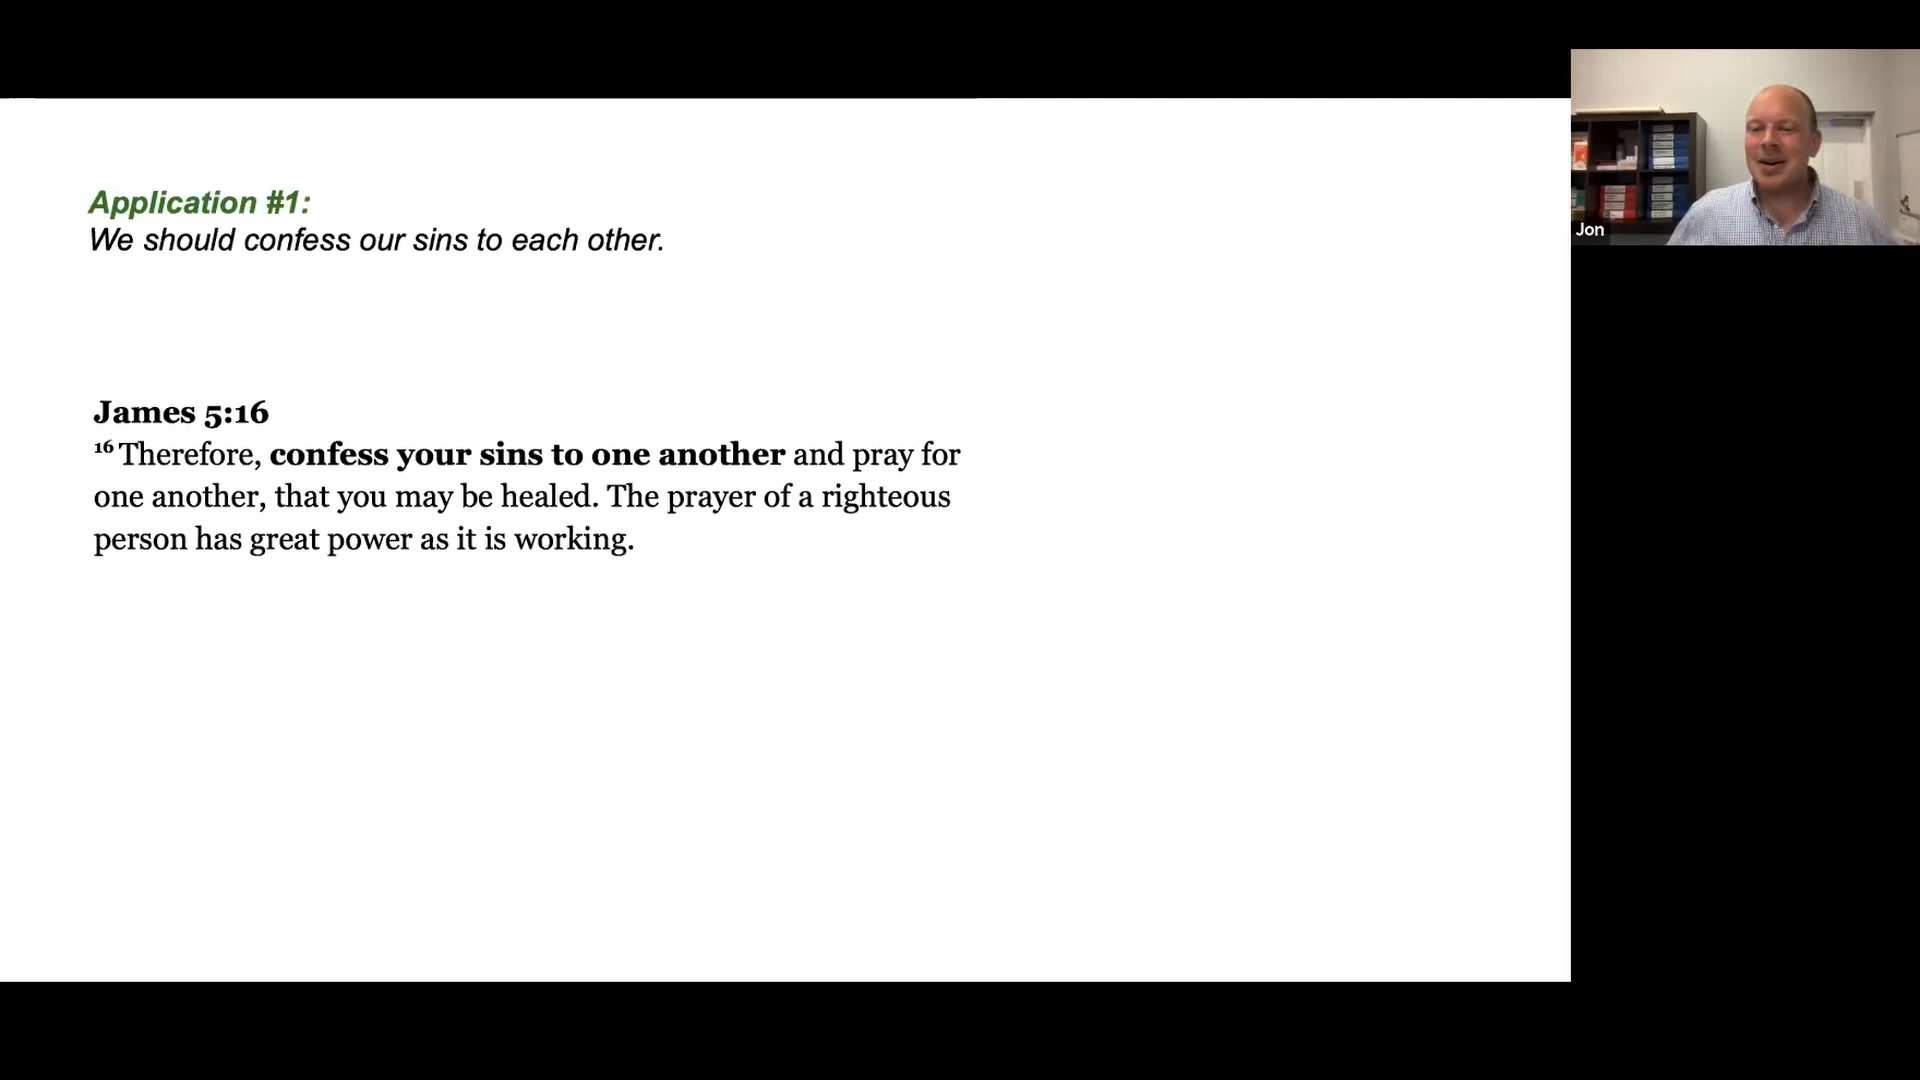 Application #1:
We should confess our sins to each other.
James 5:16
16 Therefore, confess your sins to one another and pray for
one another, that you may be healed. The prayer of a righteous
person has great power as it is working.
Jon